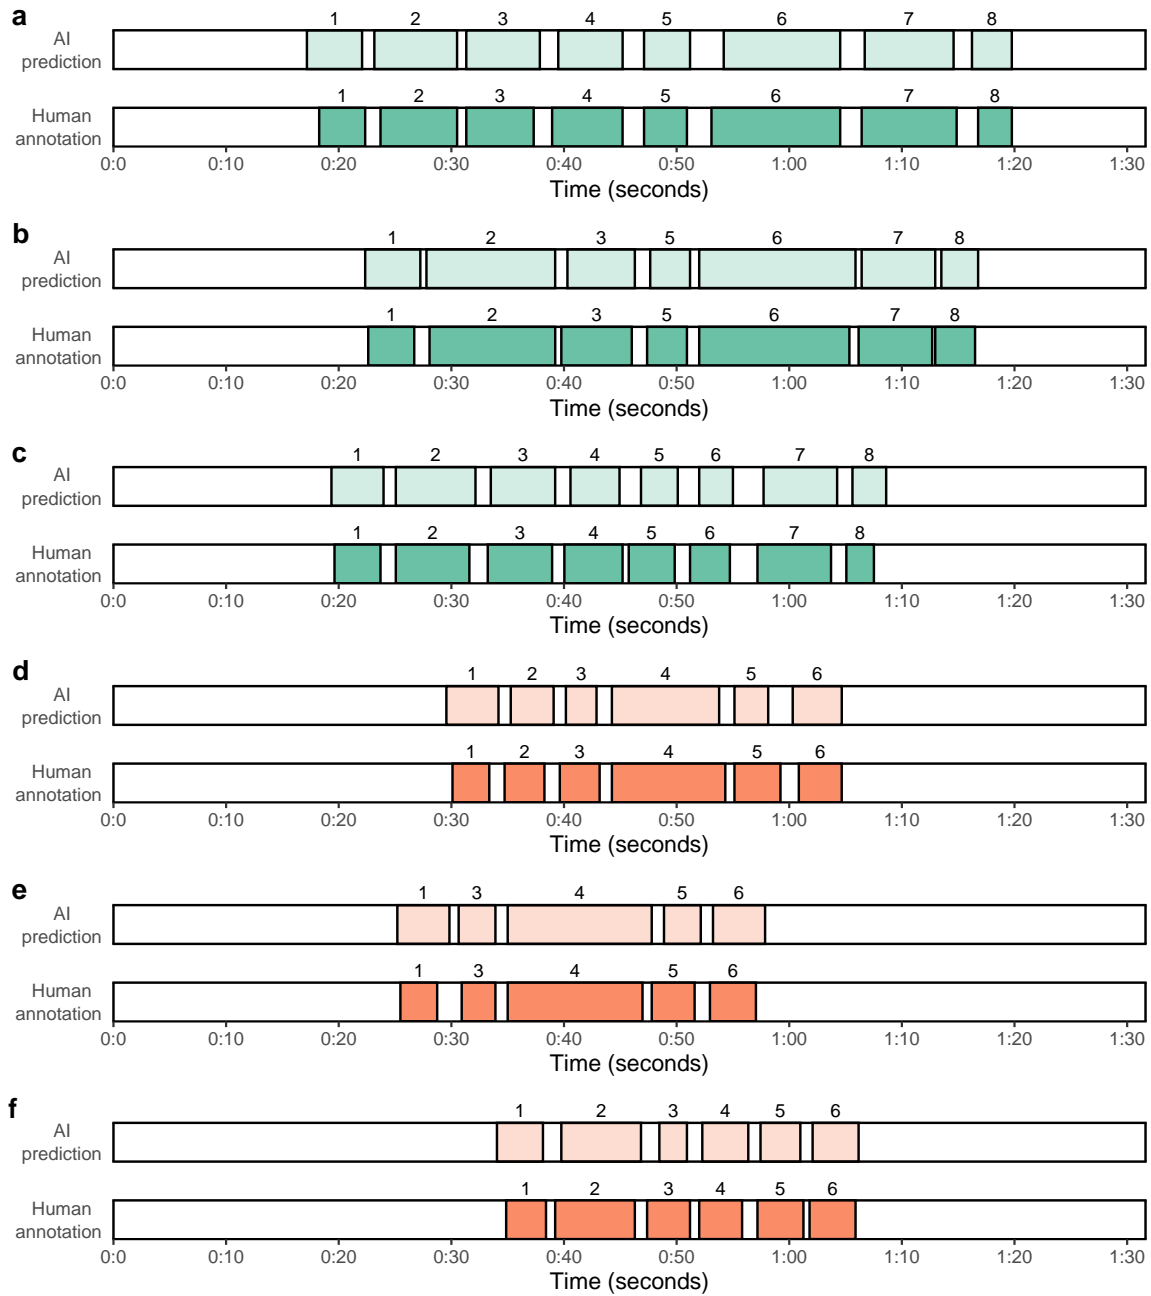 a
1 2 3 4 5 6 7 8
AI
prediction
1 2 3 4 5 6 7 8
Human
annotation
0:0 0:10 0:20 0:30 0:40 0:50 1:00 1:10 1:20 1:30
Time (seconds)
b
1 2 3 5 6 7 8
AI
prediction
1 2 3 5 6 7 8
Human
annotation
0:0 0:10 0:20 0:30 0:40 0:50 1:00 1:10 1:20 1:30
Time (seconds)
c
1 2 3 4 5 6 7 8
AI
prediction
1 2 3 4 5 6 7 8
Human
annotation
0:0 0:10 0:20 0:30 0:40 0:50 1:00 1:10 1:20 1:30
Time (seconds)
d
1 2 3 4 5 6
AI
prediction
1 2 3 4 5 6
Human
annotation
0:0 0:10 0:20 0:30 0:40 0:50 1:00 1:10 1:20 1:30
Time (seconds)
e
1 3 4 5 6
AI
prediction
1 3 4 5 6
Human
annotation
0:0 0:10 0:20 0:30 0:40 0:50 1:00 1:10 1:20 1:30
Time (seconds)
f
1 2 3 4 5 6
AI
prediction
1 2 3 4 5 6
Human
annotation
0:0 0:10 0:20 0:30 0:40 0:50 1:00 1:10 1:20 1:30
Time (seconds)